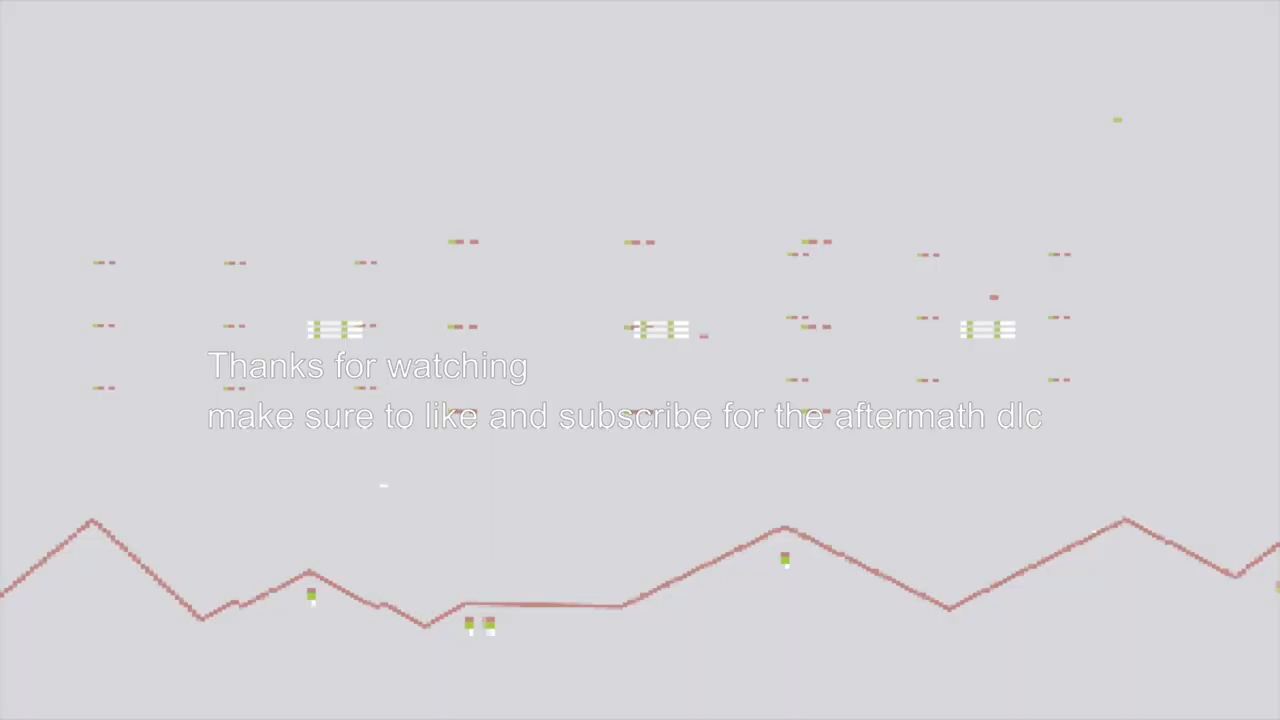 Thanks for watching
make sure to like and subscribe for the aftermath dlc